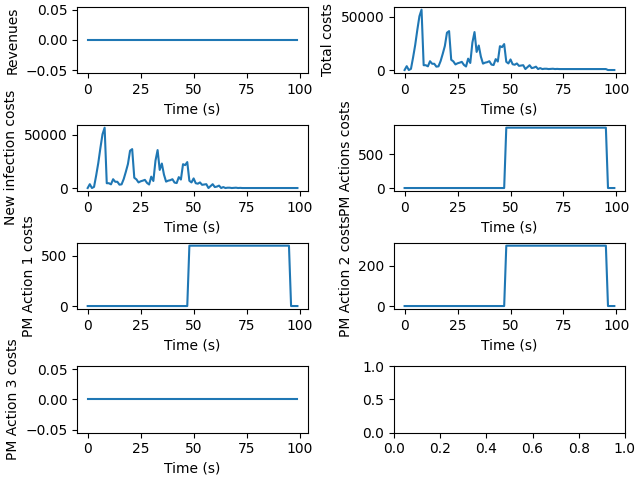 Revenues
0.05
0.00
−0.05
0 25 50 75 100
Time (s)
Total costs
50000
0
0 25 50 75 100
Time (s)
New infection costs
50000
0
0 25 50 75 100
Time (s)
PM Actions costs
500
0
0 25 50 75 100
Time (s)
PM Action 1 costs
500
0
0 25 50 75 100
Time (s)
PM Action 2 costs
200
0
0 25 50 75 100
Time (s)
PM Action 3 costs
0.05
0.00
−0.05
0 25 50 75 100
Time (s)
1.0
0.5
0.0
0.0 0.2 0.4 0.6 0.8 1.0